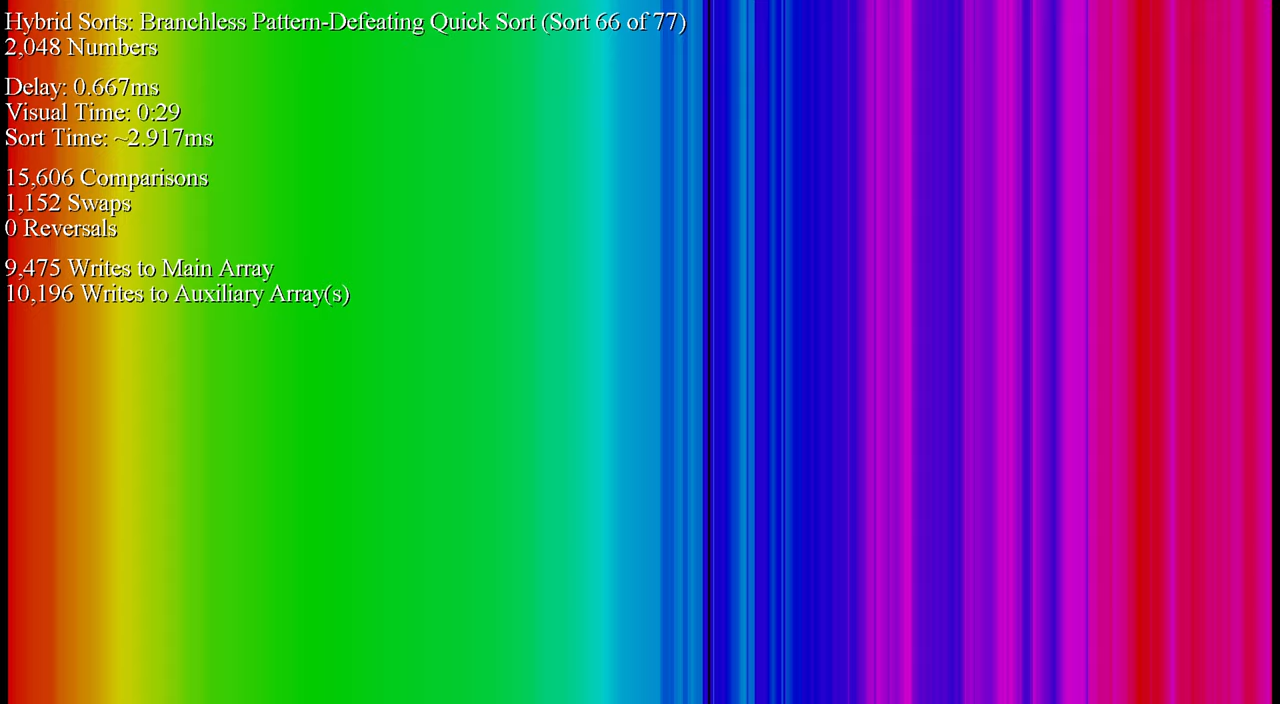 Hybrid Sorts: Branchless Pattern-Defeating Quick Sort (Sort 66 of 77)
2,048 Numbers
Delay: 0.667ms
Visual Time: 0:29
Sort Time: ~2.917ms
15,606 Comparisons
1,152 Swaps
0 Reversals
9,475 Writes to Main Array
10,196 Writes to Auxiliary Array(s)